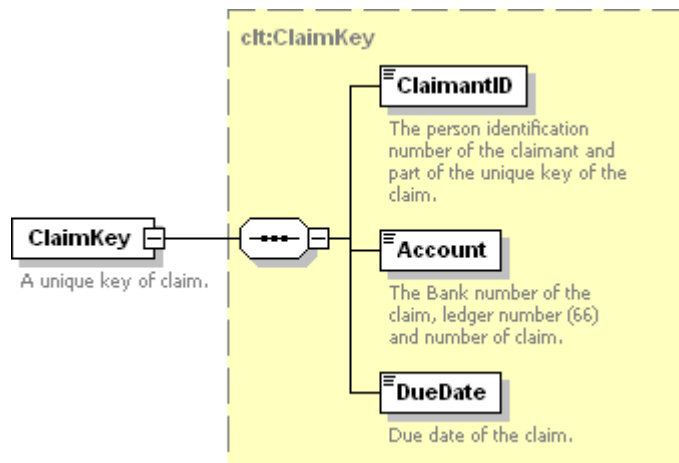 clt:ClaimKey
ClaimantID
The person identification
number of the claimant and
part of the unique key of the
claim.
ClaimKey
A unique key of claim.
Account
The Bank number of the
claim, ledger number (66)
and number of claim.
DueDate
Due date of the claim.